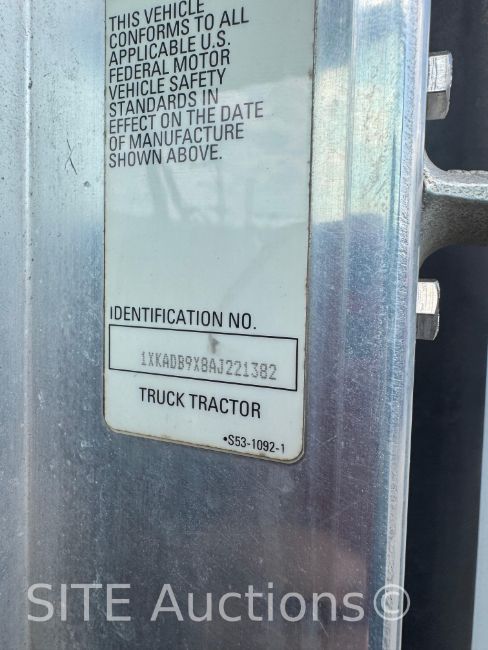 THIS VEHICLE
CONFORMS TO ALL
APPLICABLE U.S.
FEDERAL MOTOR
VEHICLE SAFETY
STANDARDS IN
EFFECT ON THE DATE
OF MANUFACTURE
SHOWN ABOVE.
IDENTIFICATION NO.
1XKADB9X8AJ221382
TRUCK TRACTOR
•S53-1092-1
SITE Auctions©